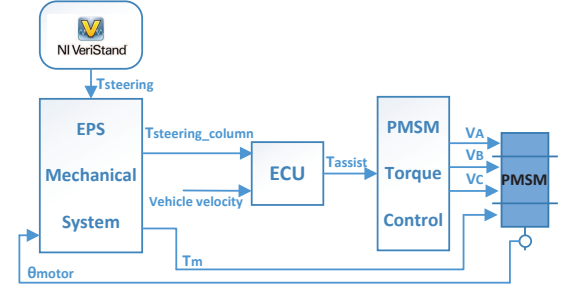 NI VeriStand
Tsteering
EPS
Mechanical
System
Tsteering_column
Vehicle velocity
ECU
Tassist
PMSM
Torque
Control
VA
VB
VC
PMSM
Tm
θmotor